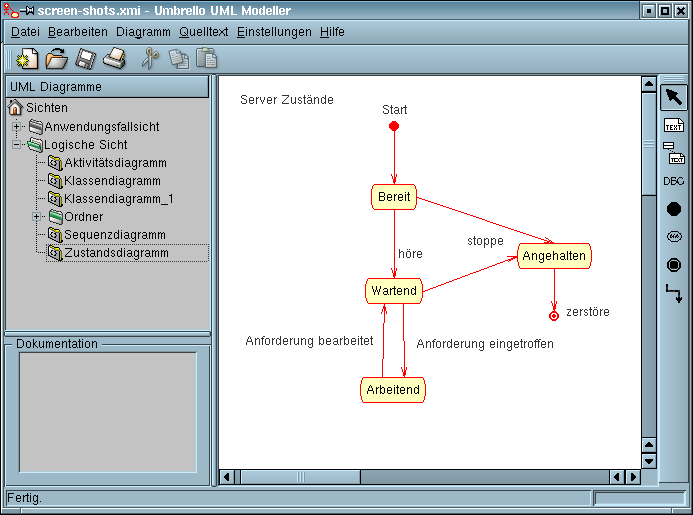 screen-shots.xmi - Umbrello UML Modeller
Datei Bearbeiten Diagramm Quelltext Einstellungen Hilfe
UML Diagramme
Sichten
Anwendungsfallsicht
Logische Sicht
Aktivitätsdiagramm
Klassendiagramm
Klassendiagramm_1
Ordner
Sequenzdiagramm
Zustandsdiagramm
Dokumentation
Server Zustände
Start
Bereit
höre
stoppe
Angehalten
Wartend
zerstöre
Anforderung bearbeitet
Anforderung eingetroffen
Arbeitend
TEXT
TEXT
DBC
Fertig.